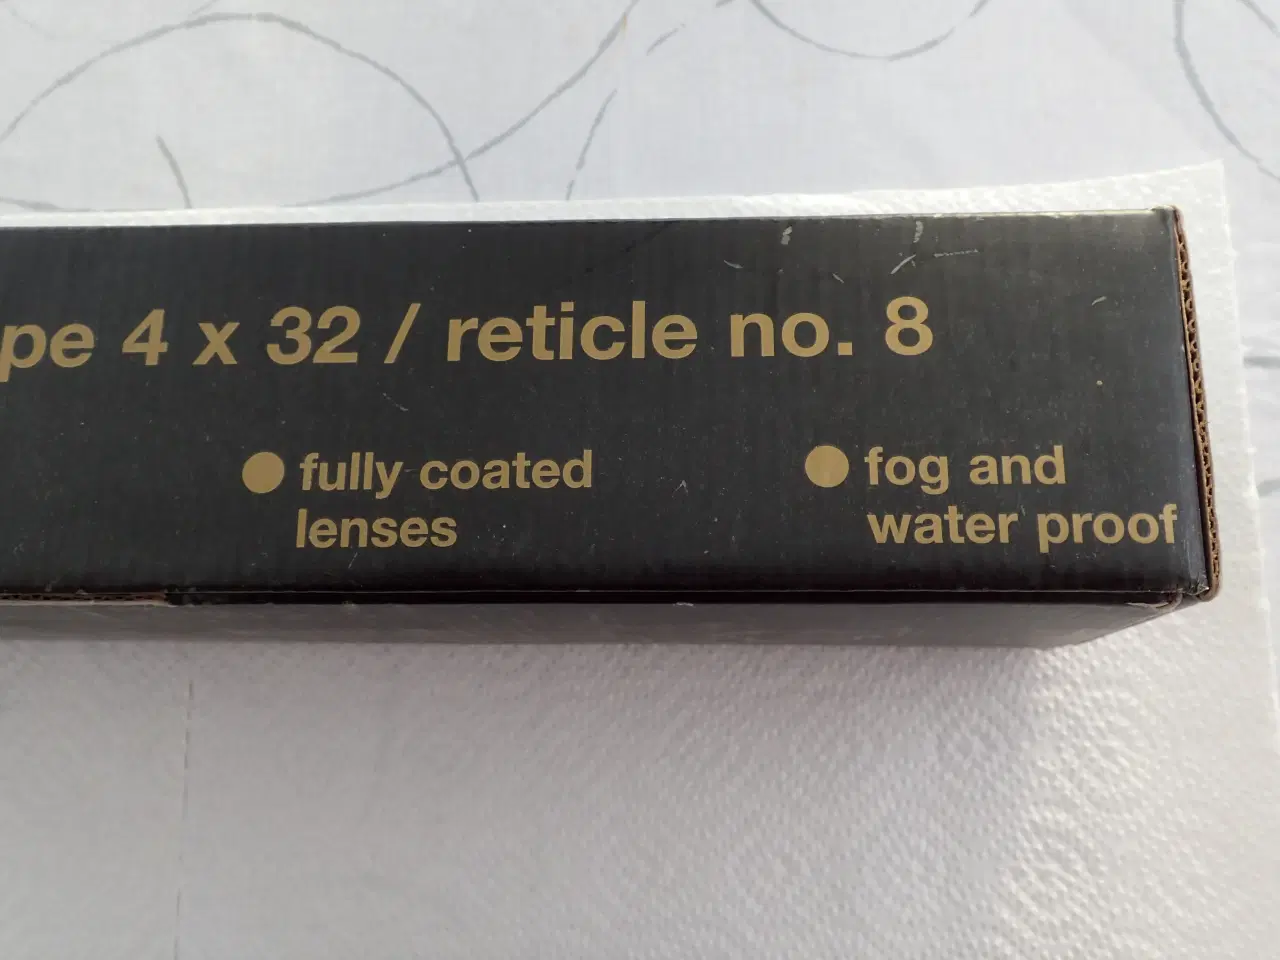 pe 4 x 32 / reticle no. 8
fully coated
lenses
fog and
water proof